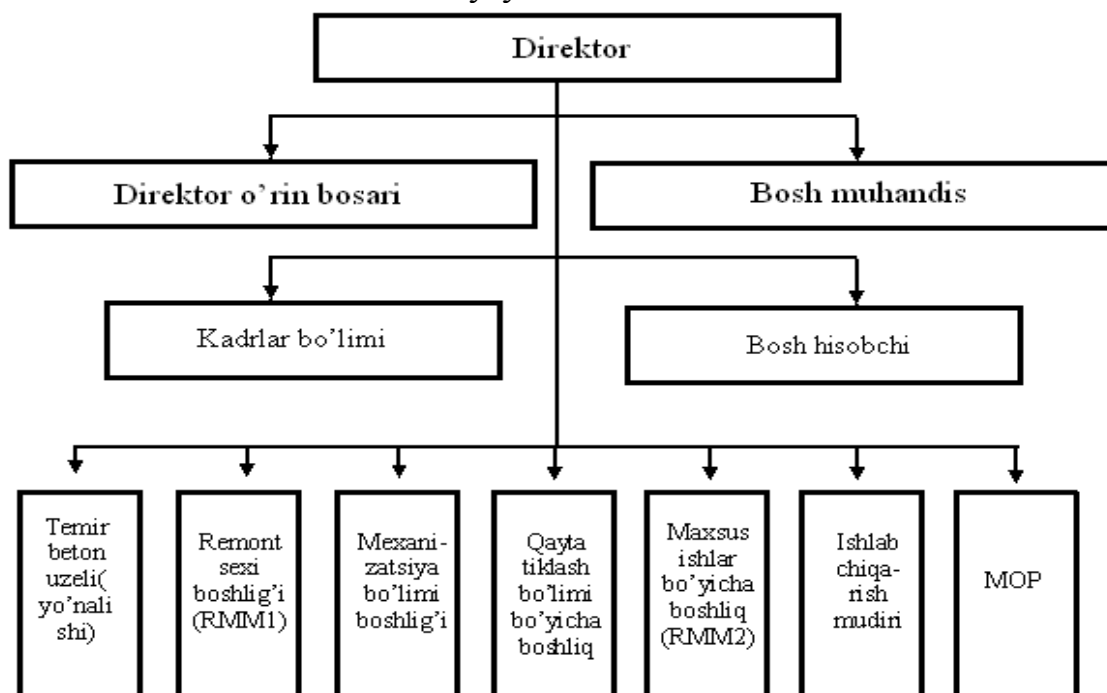 Direktor
Direktor o’rin bosari
Bosh muhandis
Kadrlar bo’limi
Bosh hisobchi
Temir
beton
uzeli(
yo’nali
shi)
Remont
sexi
boshlig’i
(RMM1)
Mexani-
zatsiya
bo’limi
boshlig’i
Qayta
tiklash
bo’limi
bo’yicha
boshliq
Maxsus
ishlar
bo’yicha
boshliq
(RMM2)
Ishlab
chiqa-
rish
mudiri
MOP